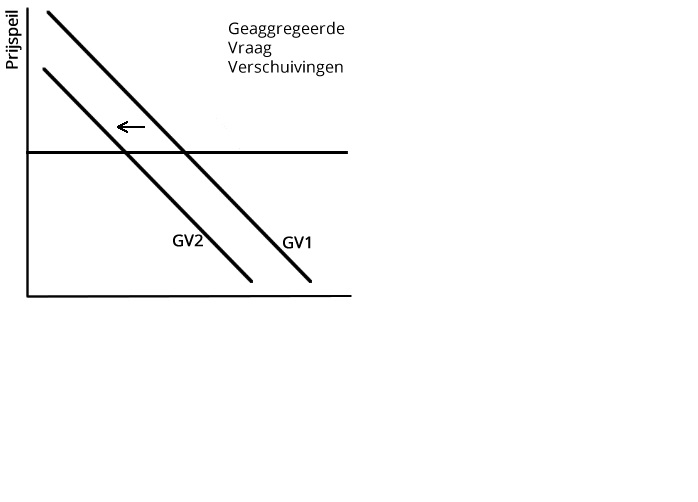 Prijspeil
Geaggregeerde
Vraag
Verschuivingen
GV2
GV1